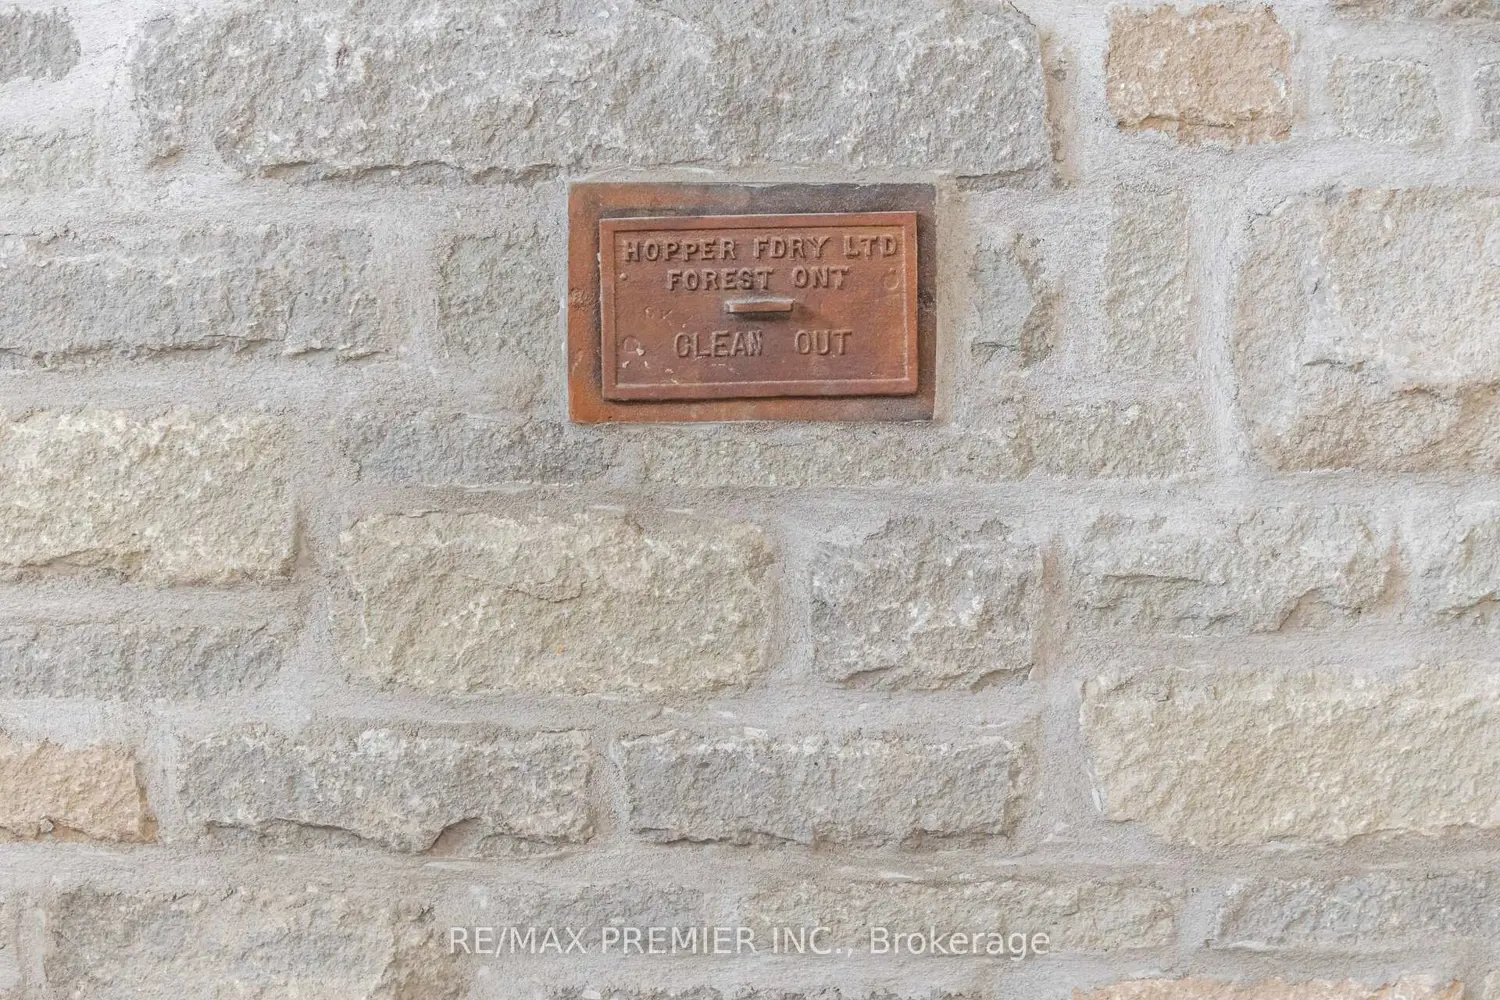 HOPPER FDRY LTD
FOREST ONT
CLEAN OUT
RE/MAX PREMIER INC., Brokerage